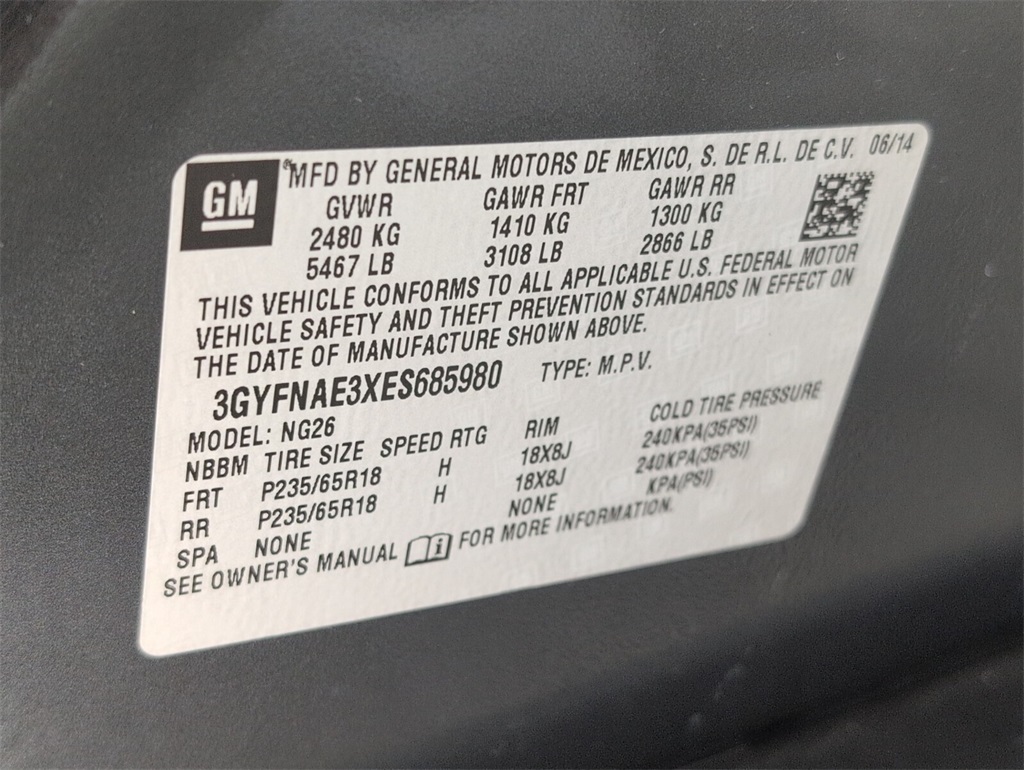 GM
® MFD BY GENERAL MOTORS DE MEXICO, S. DE R.L. DE C.V. 06/14
GVWR GAWR FRT GAWR RR
2480 KG 1410 KG 1300 KG
5467 LB 3108 LB 2866 LB
THIS VEHICLE CONFORMS TO ALL APPLICABLE U.S. FEDERAL MOTOR
VEHICLE SAFETY AND THEFT PREVENTION STANDARDS IN EFFECT ON
THE DATE OF MANUFACTURE SHOWN ABOVE.
3GYFNAE3XES685980 TYPE: M.P.V.
MODEL: NG26
NBBM TIRE SIZE SPEED RTG RIM COLD TIRE PRESSURE
FRT P235/65R18 H 18X8J 240KPA(35PSI)
RR P235/65R18 H 18X8J 240KPA(35PSI)
SPA NONE NONE KPA(PSI)
SEE OWNER'S MANUAL i FOR MORE INFORMATION.